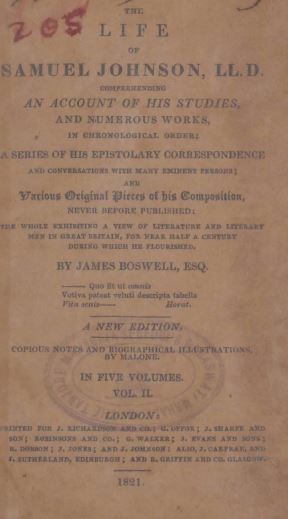 205
THE
LIFE
OF
SAMUEL JOHNSON, LL.D.
COMPREHENDING
AN ACCOUNT OF HIS STUDIES,
AND NUMEROUS WORKS,
IN CHRONOLOGICAL ORDER;
A SERIES OF HIS EPISTOLARY CORRESPONDENCE
AND CONVERSATIONS WITH MANY EMINENT PERSONS;
AND
Various Original Pieces of his Composition,
NEVER BEFORE PUBLISHED:
THE WHOLE EXHIBITING A VIEW OF LITERATURE AND LITERARY
MEN IN GREAT-BRITAIN, FOR NEAR HALF A CENTURY
DURING WHICH HE FLOURISHED.
BY JAMES BOSWELL, ESQ.
—— Quo fit ut omnis
Votiva pateat veluti descripta tabella
Vita senis—— Horat.
A NEW EDITION.
COPIOUS NOTES AND BIOGRAPHICAL ILLUSTRATIONS,
BY MALONE.
IN FIVE VOLUMES.
VOL. II.
LONDON:
PRINTED FOR J. RICHARDSON AND CO.; G. OFFOR; J. SHARPE AND
SON; ROBINSONS AND CO.; G. WALKER; J. EVANS AND SONS;
R. DOBSON; J. JONES; AND J. JOHNSON: ALSO, J. CARFRAE, AND
J. SUTHERLAND, EDINBURGH; AND R. GRIFFIN AND CO. GLASGOW.
1821.